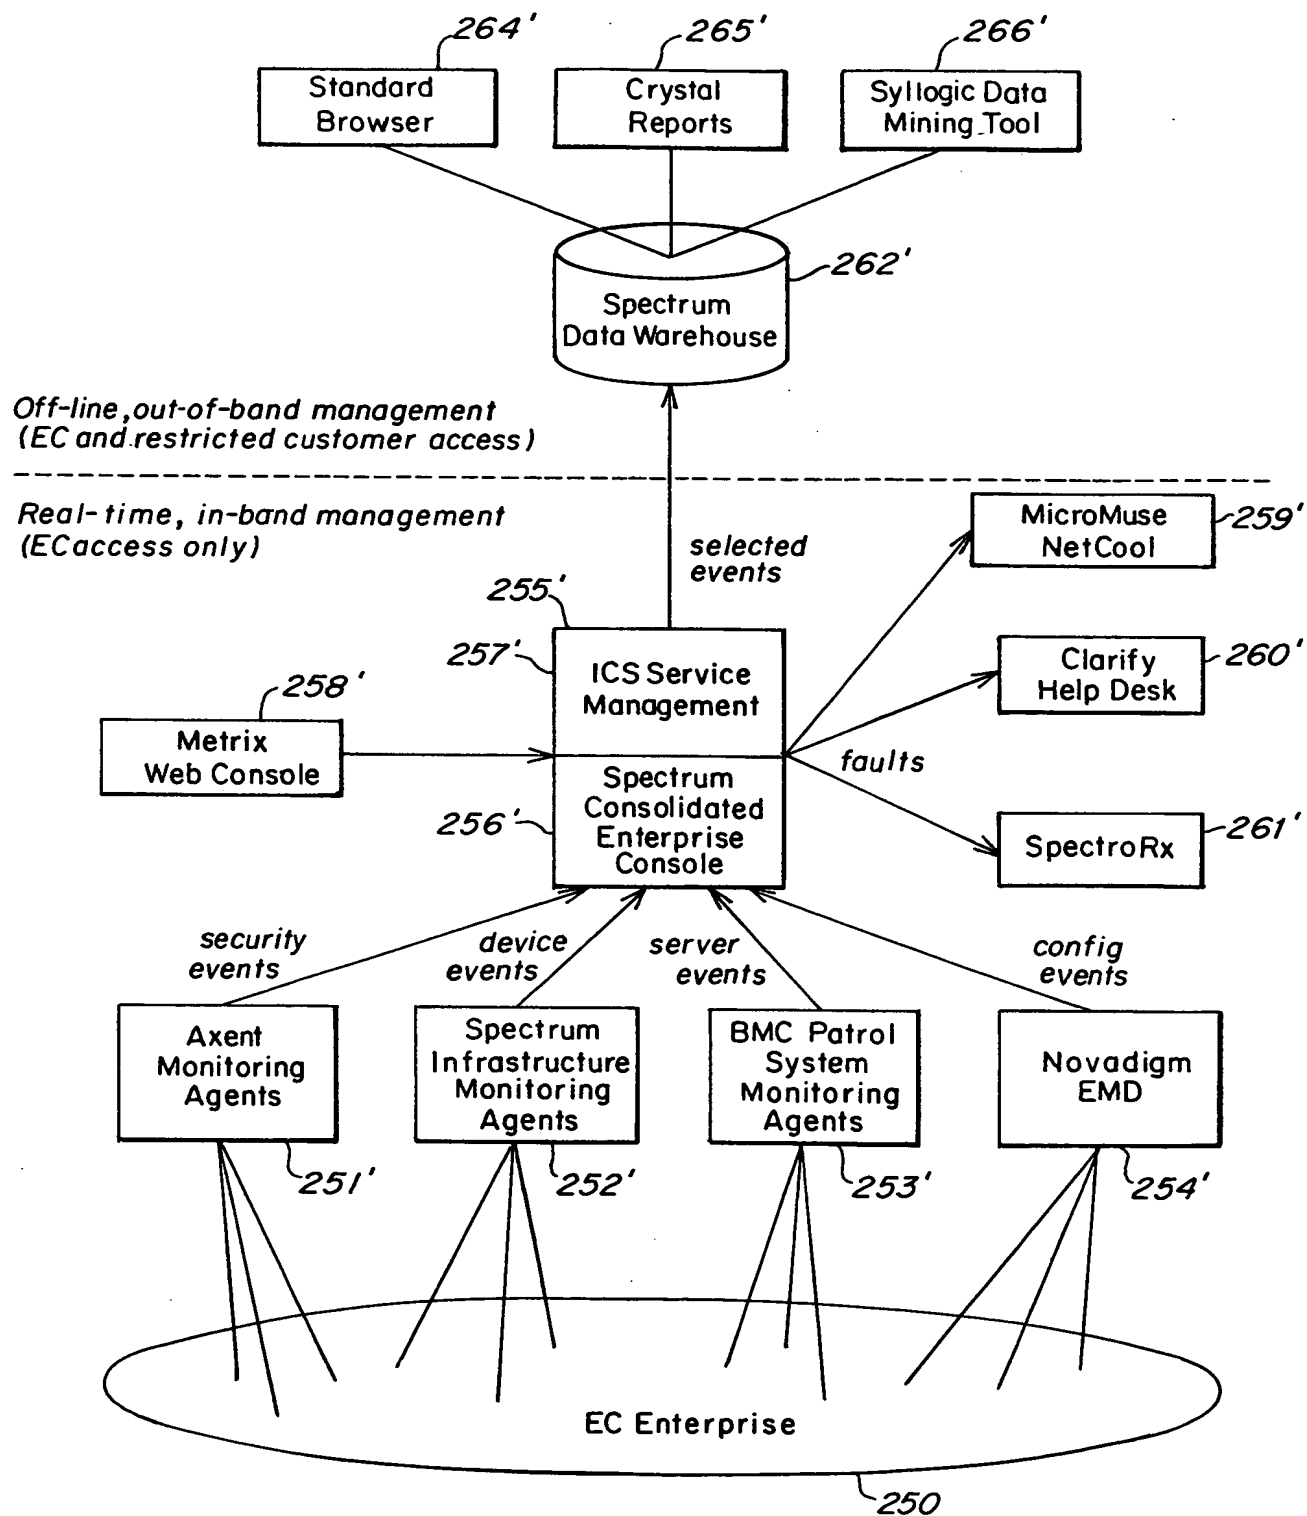 264'
265'
266'
Standard
Browser
Crystal
Reports
Syllogic Data
Mining Tool
262'
Spectrum
Data Warehouse
Off-line, out-of-band management
(EC and restricted customer access)
Real-time, in-band management
(EC access only)
selected
events
MicroMuse
NetCool
259'
255'
257'
ICS Service
Management
Clarify
Help Desk
260'
258'
Metrix
Web Console
faults
256'
Spectrum
Consolidated
Enterprise
Console
SpectroRx
261'
security
events
device
events
server
events
config
events
Axent
Monitoring
Agents
Spectrum
Infrastructure
Monitoring
Agents
BMC Patrol
System
Monitoring
Agents
Novadigm
EMD
251'
252'
253'
254'
EC Enterprise
250